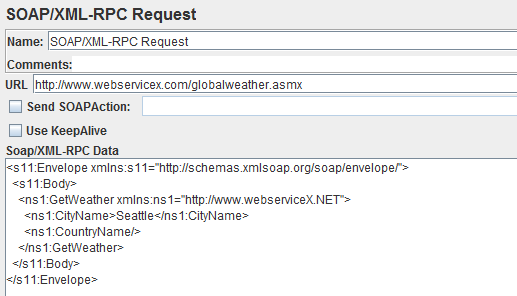 SOAP/XML-RPC Request
Name: SOAP/XML-RPC Request
Comments:
URL http://www.webservicex.com/globalweather.asmx
Send SOAPAction:
Use KeepAlive
Soap/XML-RPC Data
<s11:Envelope xmlns:s11="http://schemas.xmlsoap.org/soap/envelope/">
  <s11:Body>
    <ns1:GetWeather xmlns:ns1="http://www.webserviceX.NET">
      <ns1:CityName>Seattle</ns1:CityName>
      <ns1:CountryName/>
    </ns1:GetWeather>
  </s11:Body>
</s11:Envelope>